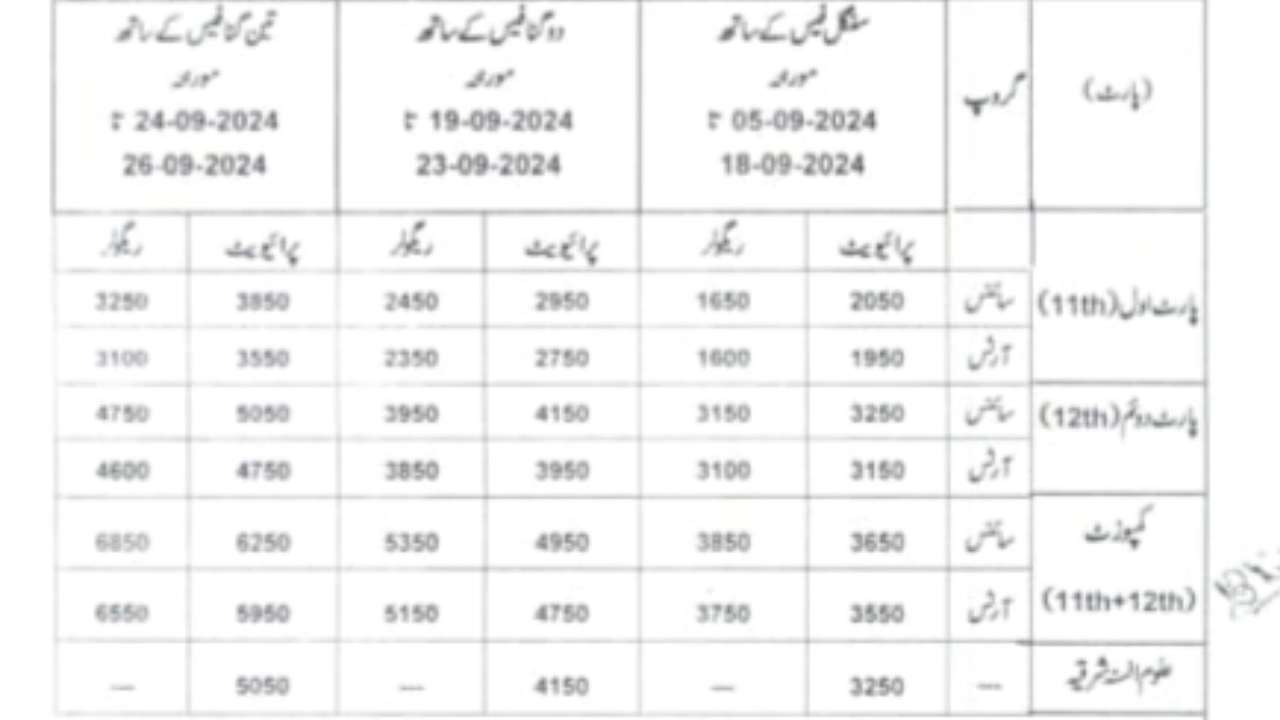 (پارٹ) گروپ سنگل فیس کے ساتھ دوگنا فیس کے ساتھ تین گنا فیس کے ساتھ
مورخہ مورخہ مورخہ
05-09-2024 تا 19-09-2024 تا 24-09-2024 تا
18-09-2024 23-09-2024 26-09-2024
پرائیویٹ ریگولر پرائیویٹ ریگولر پرائیویٹ ریگولر
پارٹ اول (11th) سائنس 2050 1650 2950 2450 3850 3250
آرٹس 1950 1600 2750 2350 3550 3100
پارٹ دوئم (12th) سائنس 3250 3150 4150 3950 5050 4750
آرٹس 3150 3100 3950 3850 4750 4600
کمپوزٹ سائنس 3650 3850 4950 5350 6250 6850
(11th+12th) آرٹس 3550 3750 4750 5150 5950 6550
علوم السنہ شرقیہ --- 3250 --- 4150 --- 5050 ---